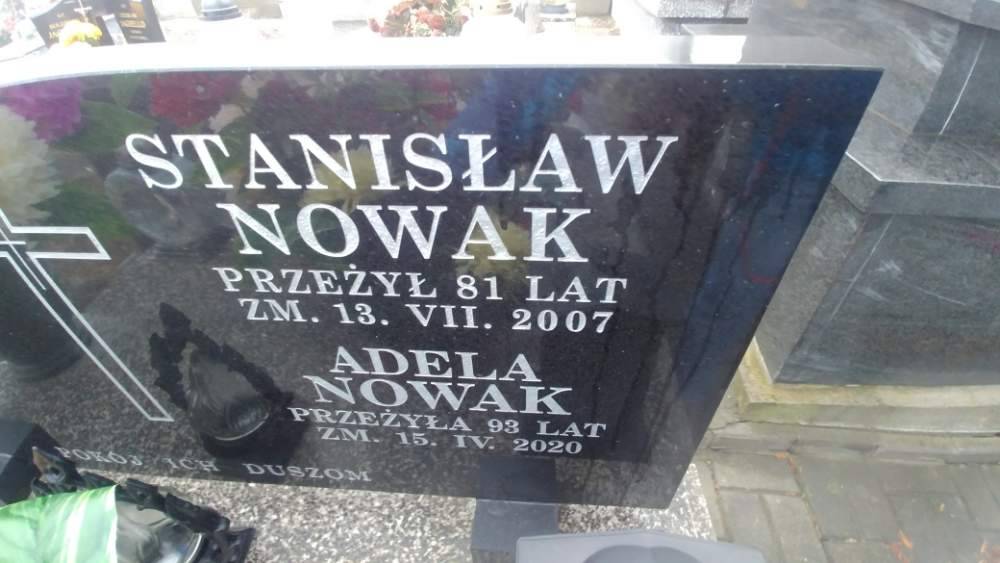 STANISŁAW
NOWAK
PRZEŻYŁ 81 LAT
ZM. 13. VII. 2007
ADELA
NOWAK
PRZEŻYŁA 93 LAT
ZM. 15. IV. 2020
POKÓJ ICH DUSZOM